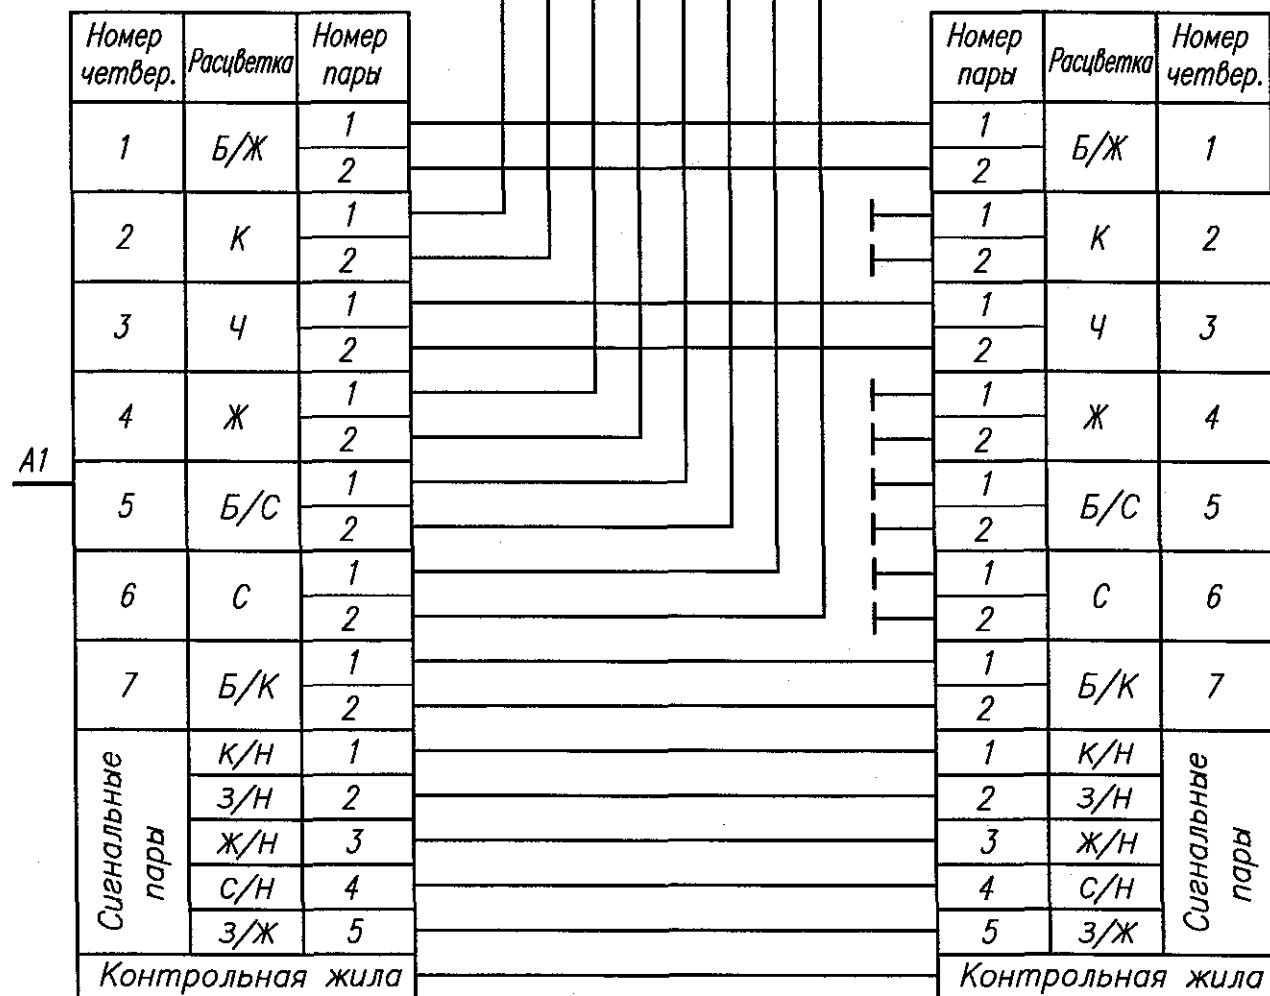 Номер четвер. Расцветка Номер пары
1 Б/Ж 1
2
2 К 1
2
3 Ч 1
2
4 Ж 1
2
А1
5 Б/С 1
2
6 С 1
2
7 Б/К 1
2
Сигнальные пары
К/Н 1
З/Н 2
Ж/Н 3
С/Н 4
З/Ж 5
Контрольная жила
Номер пары Расцветка Номер четвер.
1 Б/Ж 1
2
1 К 2
2
1 Ч 3
2
1 Ж 4
2
1 Б/С 5
2
1 С 6
2
1 Б/К 7
2
1 К/Н
2 З/Н
3 Ж/Н
4 С/Н
5 З/Ж
Сигнальные пары
Контрольная жила